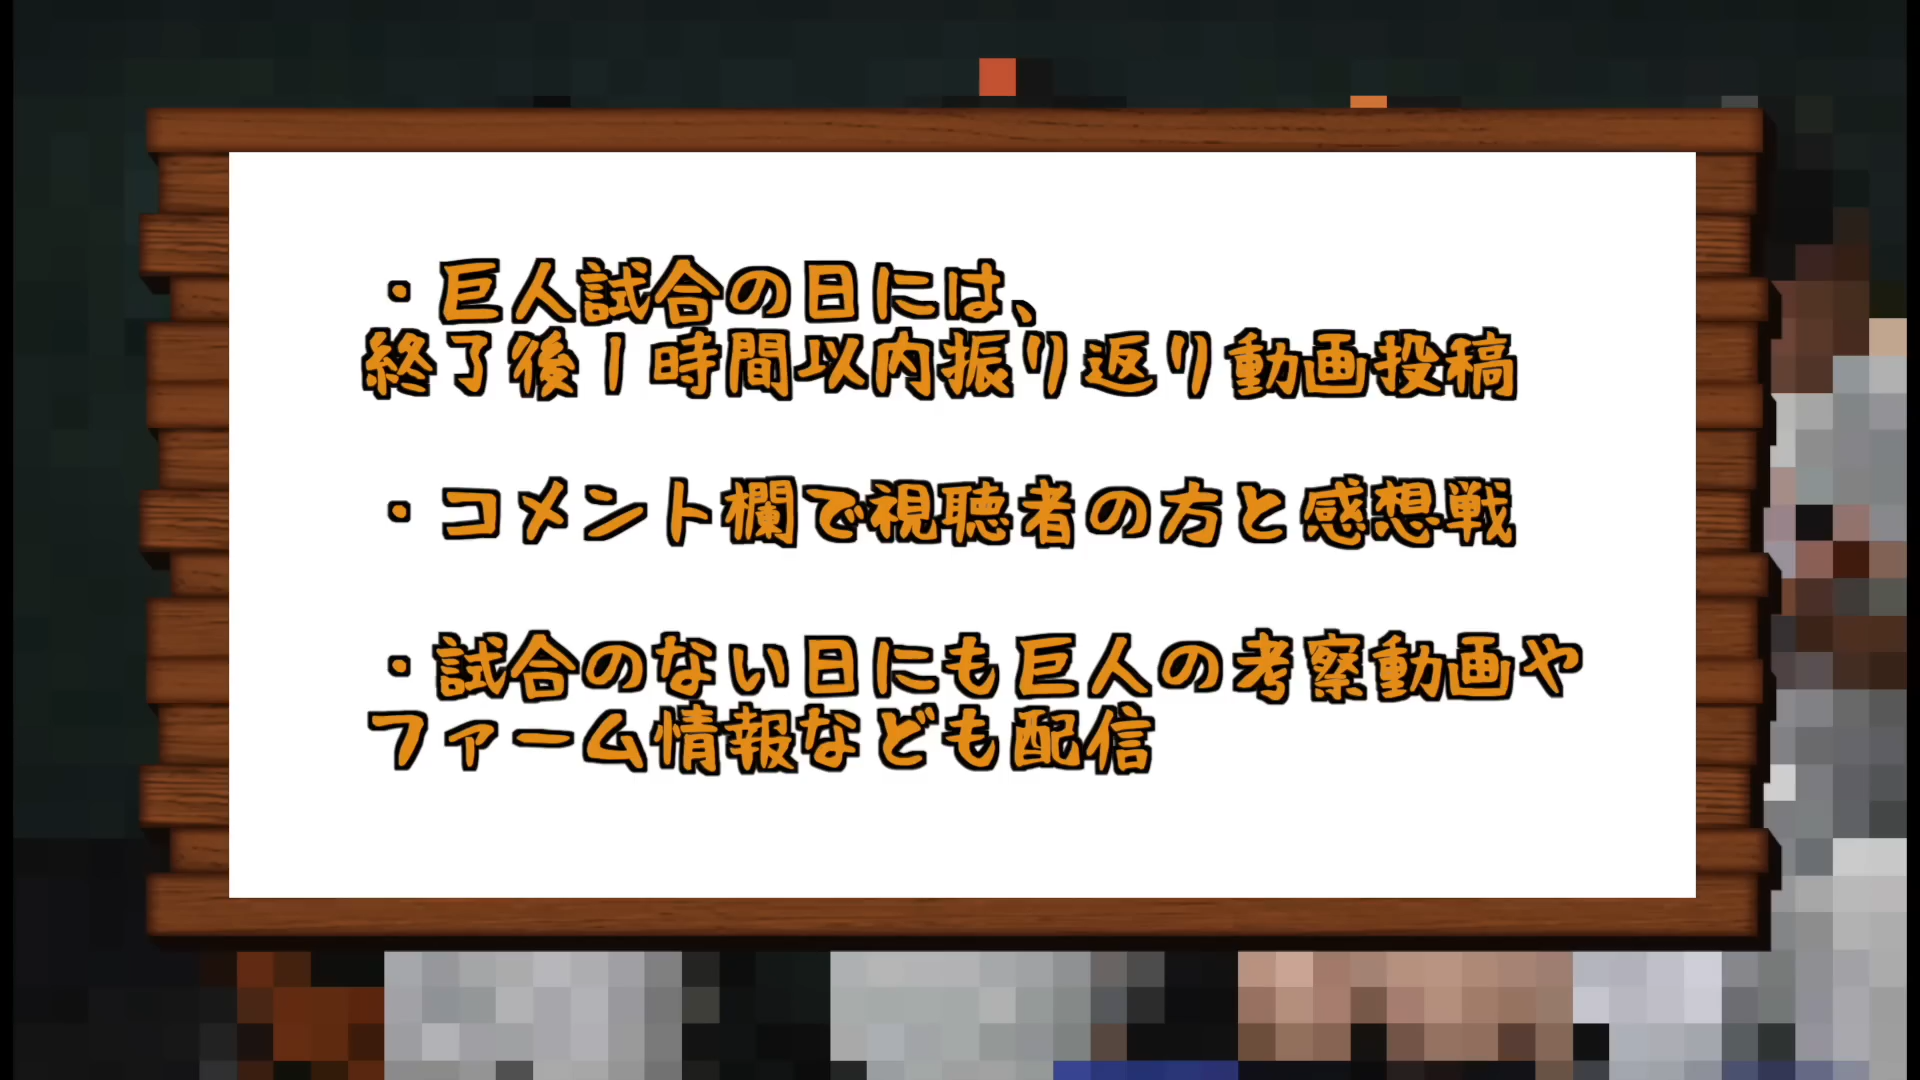 ・巨人試合の日には、
終了後1時間以内振り返り動画投稿
・コメント欄で視聴者の方と感想戦
・試合のない日にも巨人の考察動画や
ファーム情報なども配信